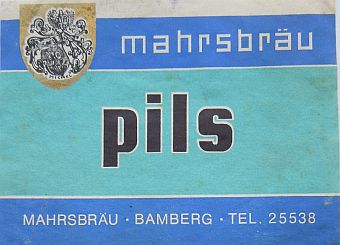 mahrsbräu
pils
MAHRSBRÄU · BAMBERG · TEL. 25538